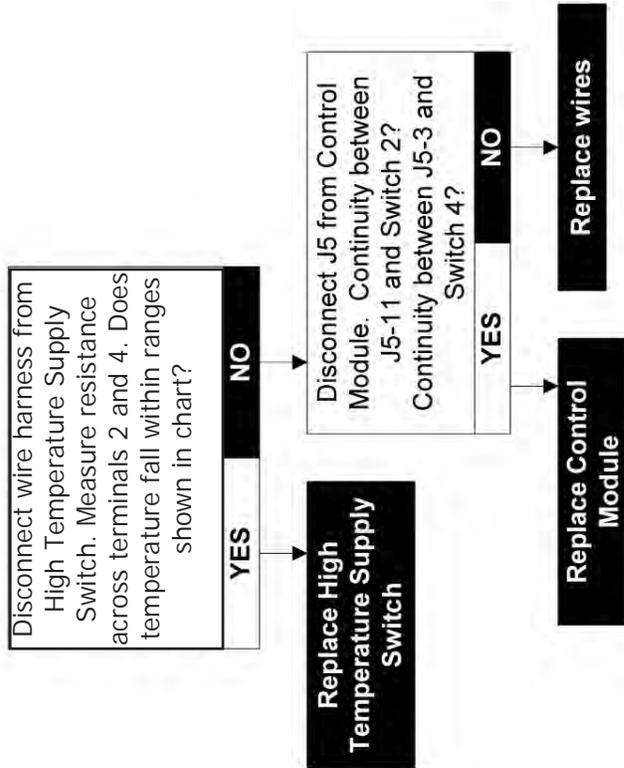 Disconnect wire harness from
High Temperature Supply
Switch. Measure resistance
across terminals 2 and 4. Does
temperature fall within ranges
shown in chart?
YES
NO
Replace High
Temperature Supply
Switch
Disconnect J5 from Control
Module. Continuity between
J5-11 and Switch 2?
Continuity between J5-3 and
Switch 4?
YES
NO
Replace Control
Module
Replace wires